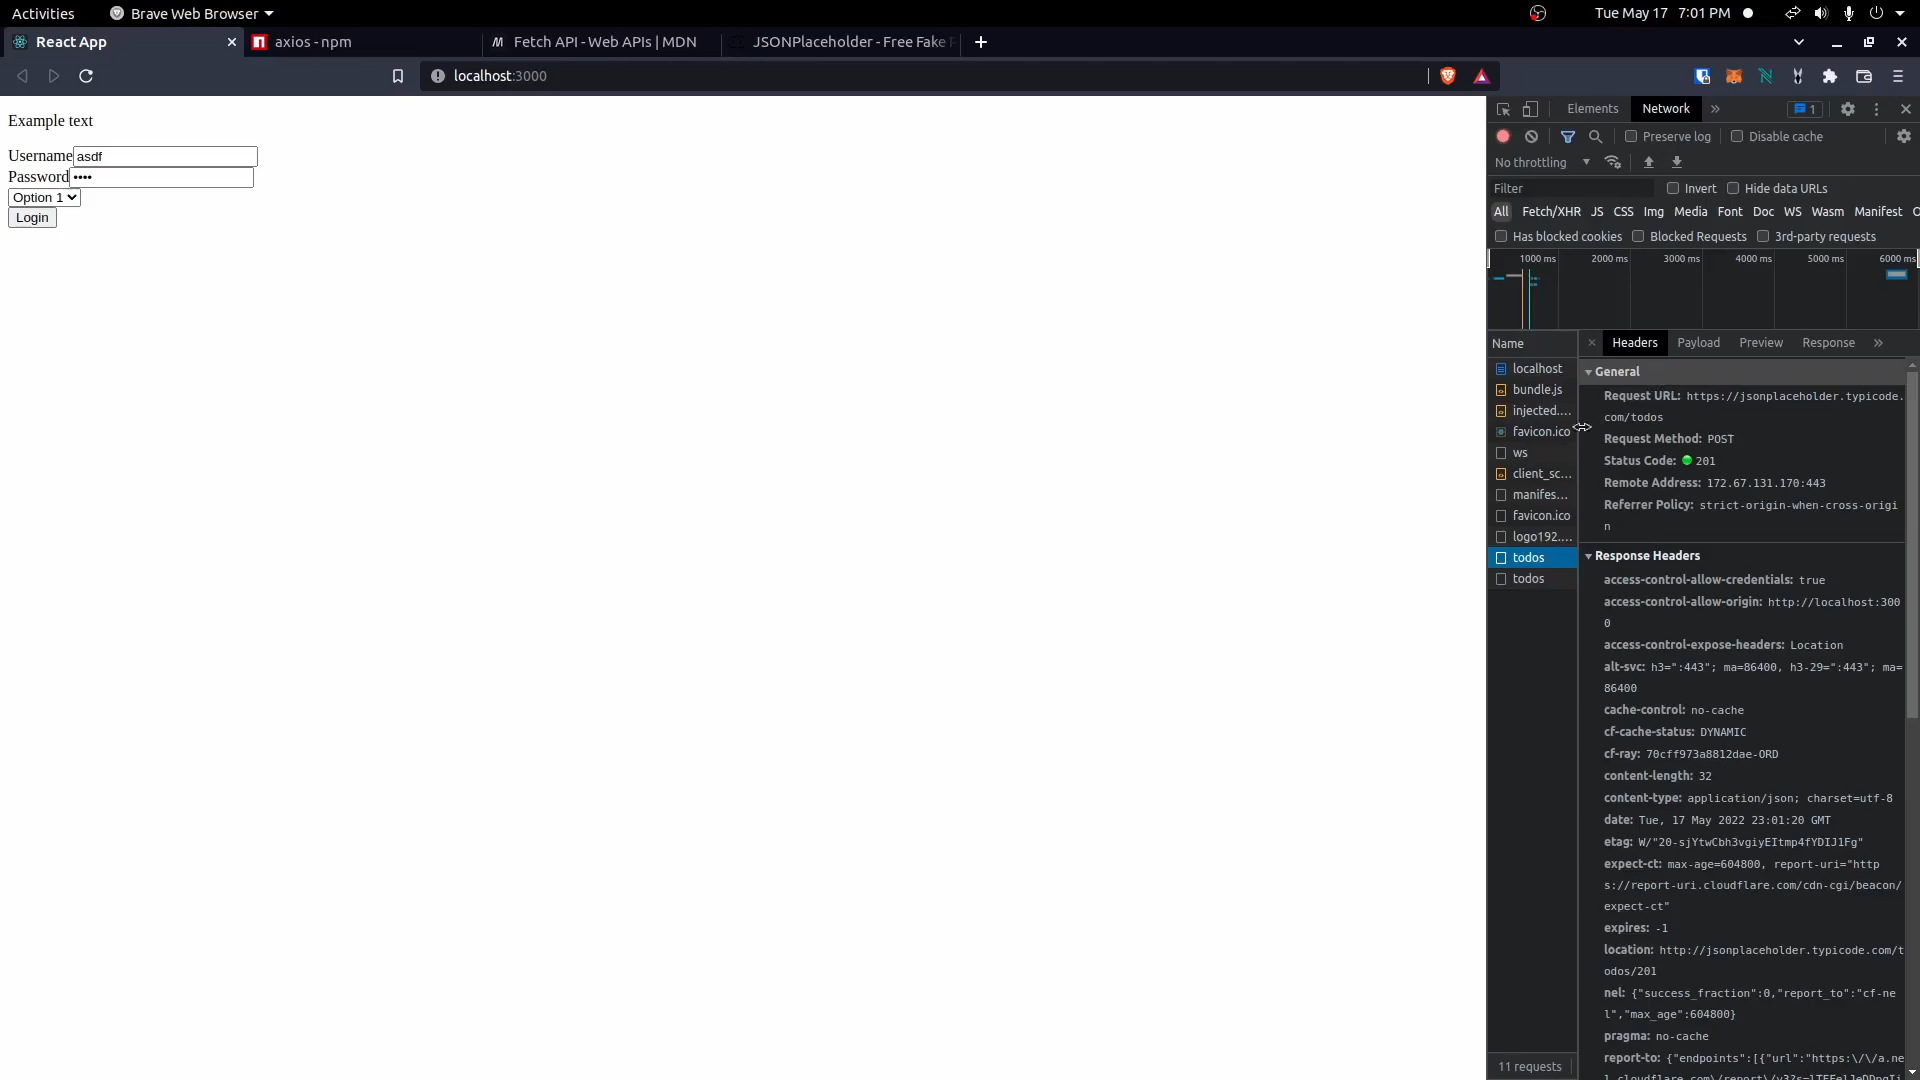 Activities Brave Web Browser Tue May 17 7:01 PM
React App axios - npm Fetch API - Web APIs | MDN JSONPlaceholder - Free Fake
localhost:3000
Example text
Username asdf
Password ••••
Option 1
Login
Elements Network 1
Preserve log Disable cache
No throttling
Filter Invert Hide data URLs
All Fetch/XHR JS CSS Img Media Font Doc WS Wasm Manifest
Has blocked cookies Blocked Requests 3rd-party requests
1000 ms 2000 ms 3000 ms 4000 ms 5000 ms 6000 ms
Name
localhost
bundle.js
injected....
favicon.ico
ws
client_sc...
manifes...
favicon.ico
logo192....
todos
todos
11 requests
Headers Payload Preview Response
General
Request URL: https://jsonplaceholder.typicode.
com/todos
Request Method: POST
Status Code: 201
Remote Address: 172.67.131.170:443
Referrer Policy: strict-origin-when-cross-origi
n
Response Headers
access-control-allow-credentials: true
access-control-allow-origin: http://localhost:300
0
access-control-expose-headers: Location
alt-svc: h3=":443"; ma=86400, h3-29=":443"; ma=
86400
cache-control: no-cache
cf-cache-status: DYNAMIC
cf-ray: 70cff973a8812dae-ORD
content-length: 32
content-type: application/json; charset=utf-8
date: Tue, 17 May 2022 23:01:20 GMT
etag: W/"20-sjYtwCbh3vgiyEItmp4fYDIJ1Fg"
expect-ct: max-age=604800, report-uri="http
s://report-uri.cloudflare.com/cdn-cgi/beacon/
expect-ct"
expires: -1
location: http://jsonplaceholder.typicode.com/t
odos/201
nel: {"success_fraction":0,"report_to":"cf-ne
l","max_age":604800}
pragma: no-cache
report-to: {"endpoints":[{"url":"https:\/\/a.ne